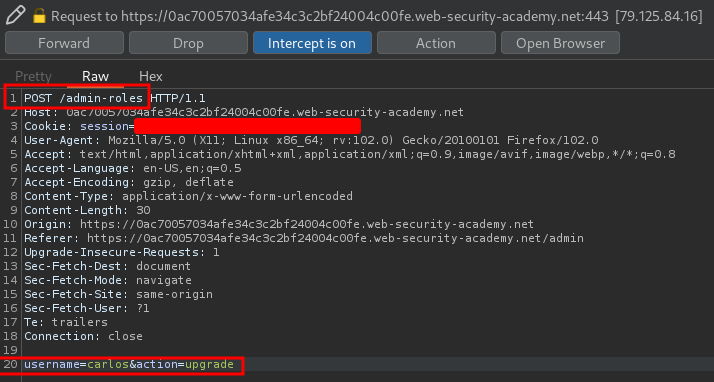 Request to https://0ac70057034afe34c3c2bf24004c00fe.web-security-academy.net:443 [79.125.84.16]
Forward Drop Intercept is on Action Open Browser
Pretty Raw Hex
1 POST /admin-roles HTTP/1.1
2 Host: 0ac70057034afe34c3c2bf24004c00fe.web-security-academy.net
3 Cookie: session=
4 User-Agent: Mozilla/5.0 (X11; Linux x86_64; rv:102.0) Gecko/20100101 Firefox/102.0
5 Accept: text/html,application/xhtml+xml,application/xml;q=0.9,image/avif,image/webp,*/*;q=0.8
6 Accept-Language: en-US,en;q=0.5
7 Accept-Encoding: gzip, deflate
8 Content-Type: application/x-www-form-urlencoded
9 Content-Length: 30
10 Origin: https://0ac70057034afe34c3c2bf24004c00fe.web-security-academy.net
11 Referer: https://0ac70057034afe34c3c2bf24004c00fe.web-security-academy.net/admin
12 Upgrade-Insecure-Requests: 1
13 Sec-Fetch-Dest: document
14 Sec-Fetch-Mode: navigate
15 Sec-Fetch-Site: same-origin
16 Sec-Fetch-User: ?1
17 Te: trailers
18 Connection: close
19
20 username=carlos&action=upgrade